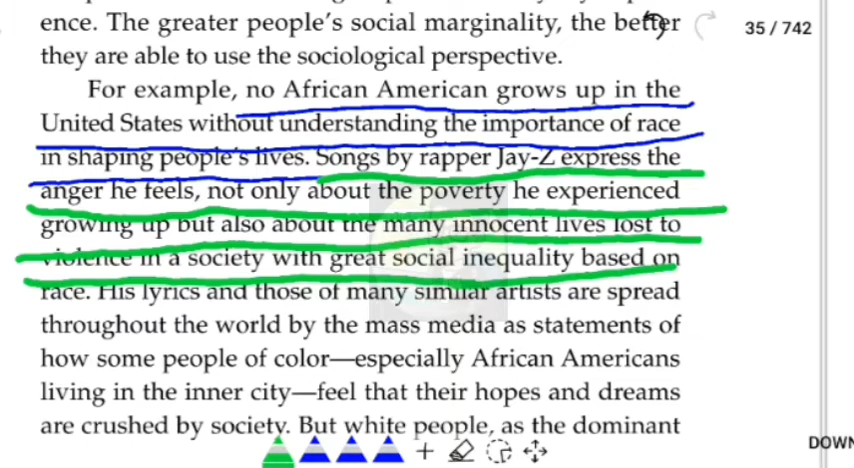 ence. The greater people's social marginality, the better
35 / 742
they are able to use the sociological perspective.
For example, no African American grows up in the
United States without understanding the importance of race
in shaping people's lives. Songs by rapper Jay-Z express the
anger he feels, not only about the poverty he experienced
growing up but also about the many innocent lives lost to
violence in a society with great social inequality based on
race. His lyrics and those of many similar artists are spread
throughout the world by the mass media as statements of
how some people of color—especially African Americans
living in the inner city—feel that their hopes and dreams
are crushed by society. But white people, as the dominant
DOWN